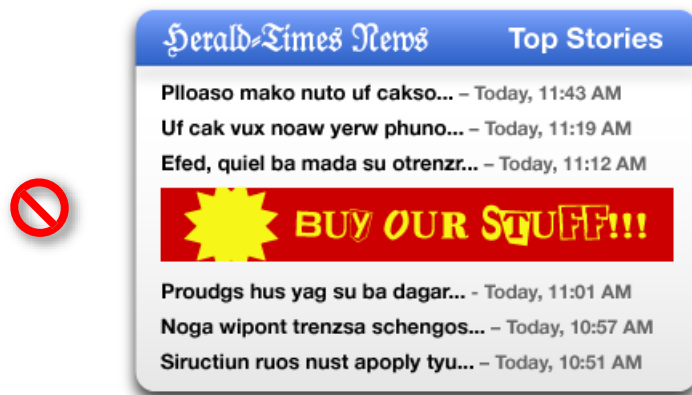 Herald-Times News Top Stories
Plloaso mako nuto uf cakso... – Today, 11:43 AM
Uf cak vux noaw yerw phuno... – Today, 11:19 AM
Efed, quiel ba mada su otrenzr... – Today, 11:12 AM
BUY OUR STUFF!!!
Proudgs hus yag su ba dagar... - Today, 11:01 AM
Noga wipont trenzsa schengos... – Today, 10:57 AM
Siructiun ruos nust apoply tyu... – Today, 10:51 AM